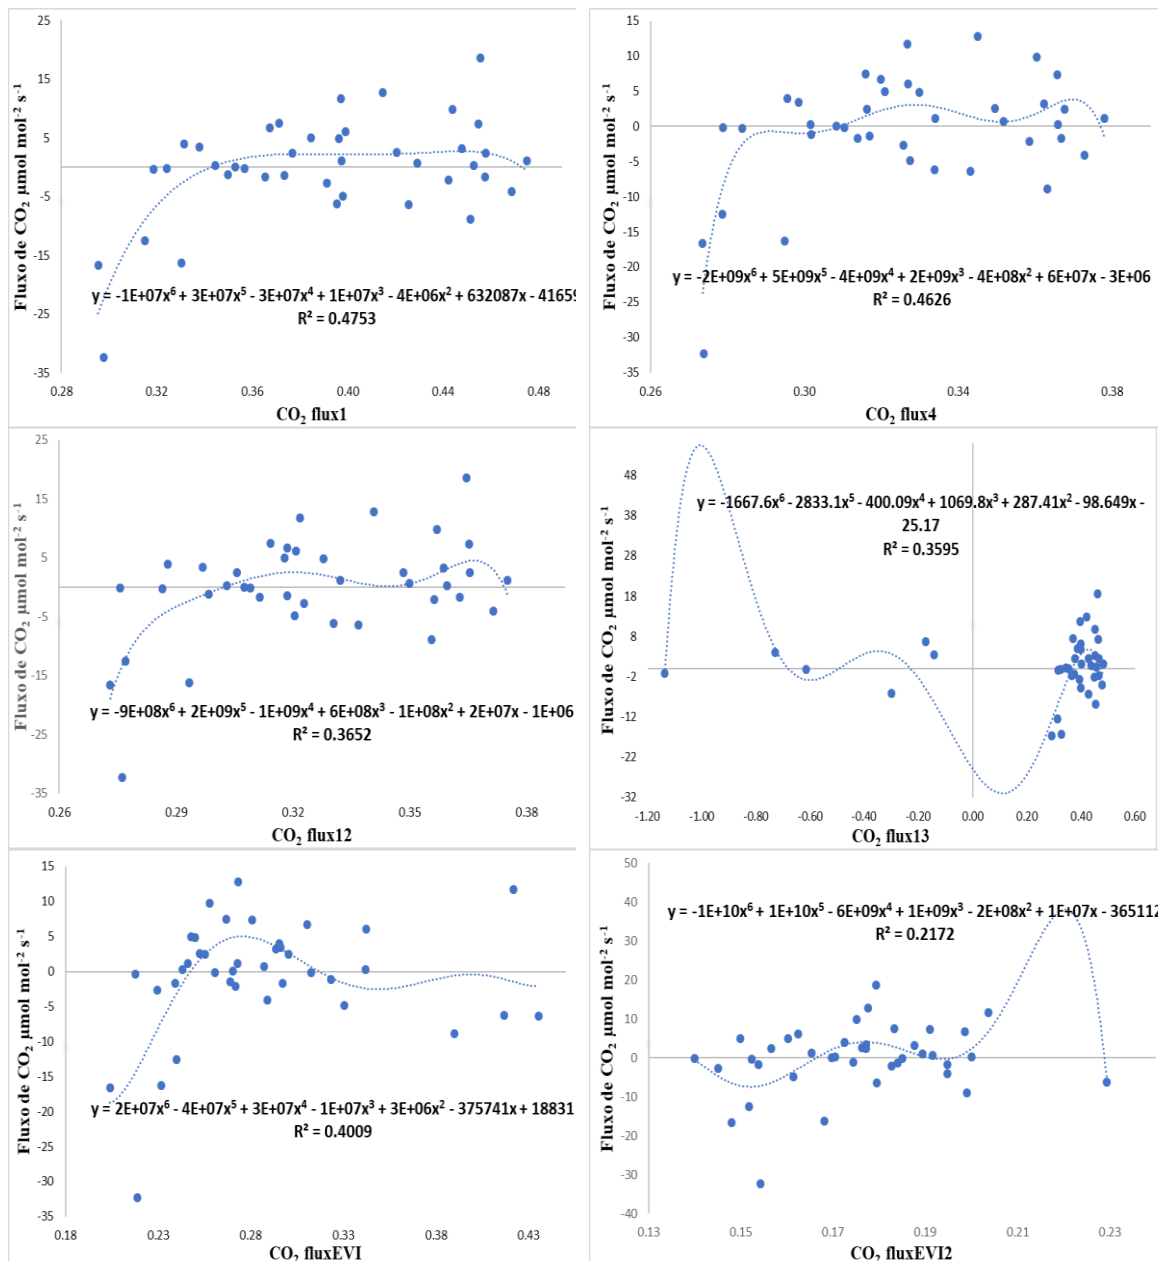 25
15
5
-5
-15
-25
-35
Fluxo de CO₂ µmol mol⁻² s⁻¹
y = -1E+07x⁶ + 3E+07x⁵ - 3E+07x⁴ + 1E+07x³ - 4E+06x² + 632087x - 41659
R² = 0.4753
0.28 0.32 0.36 0.40 0.44 0.48
CO₂ flux1
15
10
5
0
-5
-10
-15
-20
-25
-30
-35
Fluxo de CO₂ µmol mol⁻² s⁻¹
y = -2E+09x⁶ + 5E+09x⁵ - 4E+09x⁴ + 2E+09x³ - 4E+08x² + 6E+07x - 3E+06
R² = 0.4626
0.26 0.30 0.34 0.38
CO₂ flux4
25
15
5
-5
-15
-25
-35
Fluxo de CO₂ µmol mol⁻² s⁻¹
y = -9E+08x⁶ + 2E+09x⁵ - 1E+09x⁴ + 6E+08x³ - 1E+08x² + 2E+07x - 1E+06
R² = 0.3652
0.26 0.29 0.32 0.35 0.38
CO₂ flux12
48
38
28
18
8
-2
-12
-22
-32
Fluxo de CO₂ µmol mol⁻² s⁻¹
y = -1667.6x⁶ - 2833.1x⁵ - 400.09x⁴ + 1069.8x³ + 287.41x² - 98.649x -
25.17
R² = 0.3595
-1.20 -1.00 -0.80 -0.60 -0.40 -0.20 0.00 0.20 0.40 0.60
CO₂ flux13
15
10
5
0
-5
-10
-15
-20
-25
-30
-35
Fluxo de CO₂ µmol mol⁻² s⁻¹
y = 2E+07x⁶ - 4E+07x⁵ + 3E+07x⁴ - 1E+07x³ + 3E+06x² - 375741x + 18831
R² = 0.4009
0.18 0.23 0.28 0.33 0.38 0.43
CO₂ fluxEVI
50
40
30
20
10
0
-10
-20
-30
-40
Fluxo de CO₂ µmol mol⁻² s⁻¹
y = -1E+10x⁶ + 1E+10x⁵ - 6E+09x⁴ + 1E+09x³ - 2E+08x² + 1E+07x - 365112
R² = 0.2172
0.13 0.15 0.17 0.19 0.21 0.23
CO₂ fluxEVI2